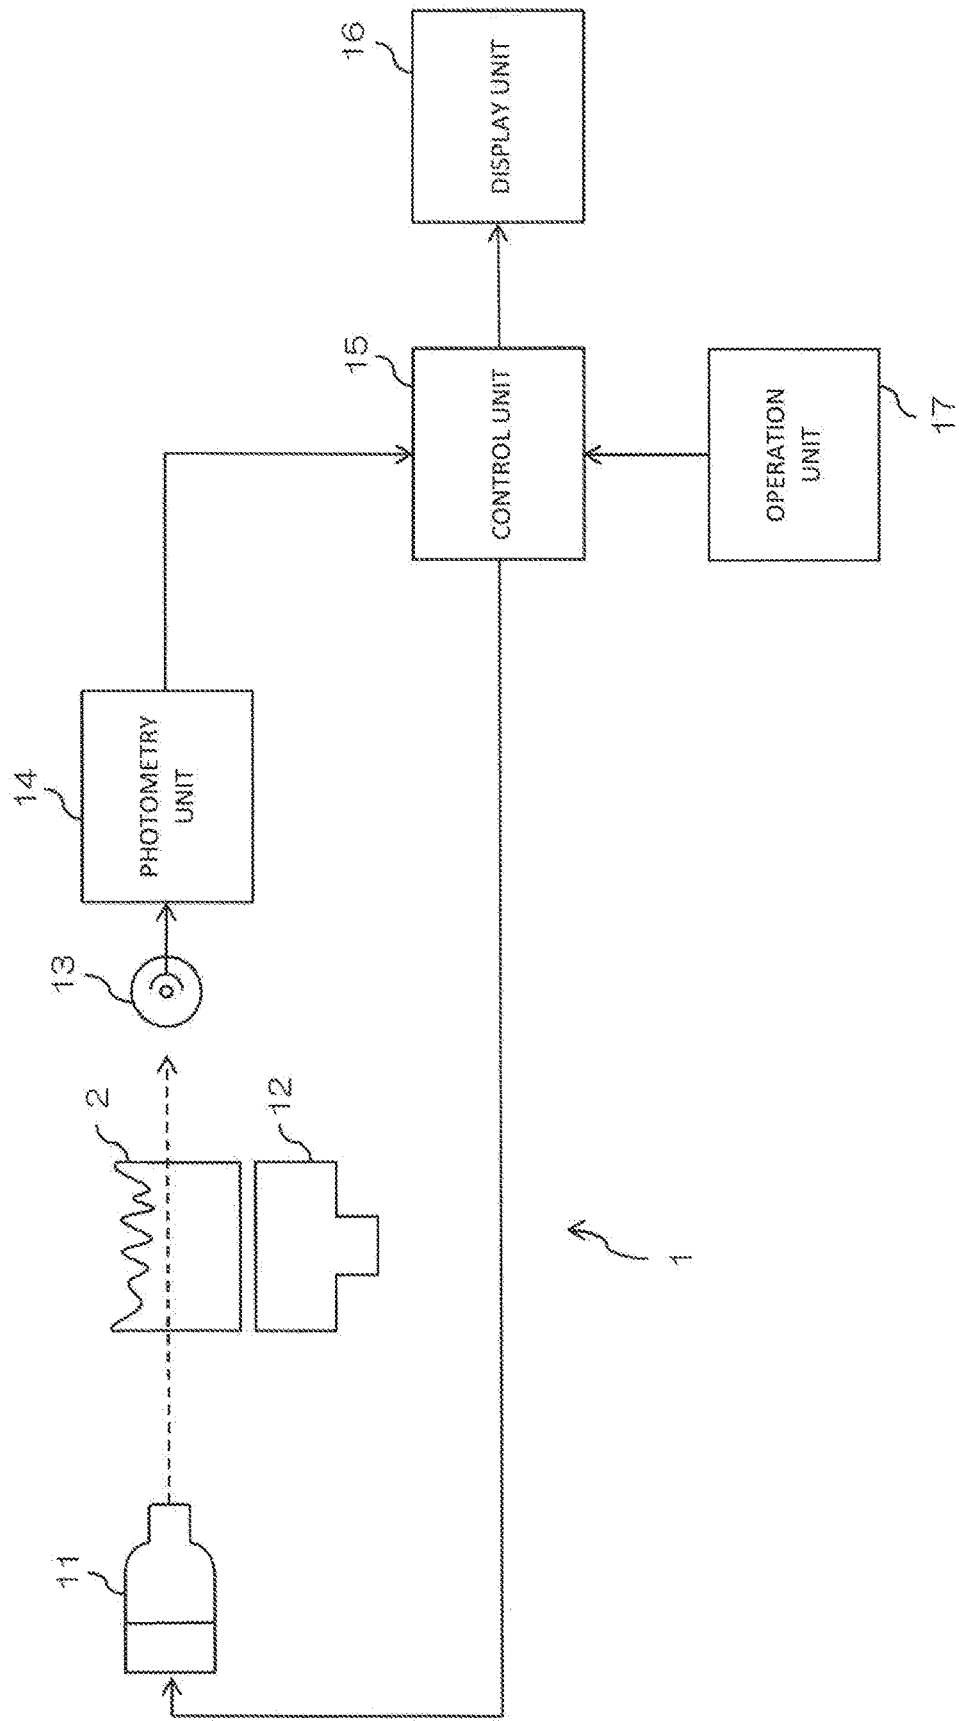 11
2
12
13
14
PHOTOMETRY
UNIT
15
CONTROL UNIT
16
DISPLAY UNIT
OPERATION
UNIT
17
1